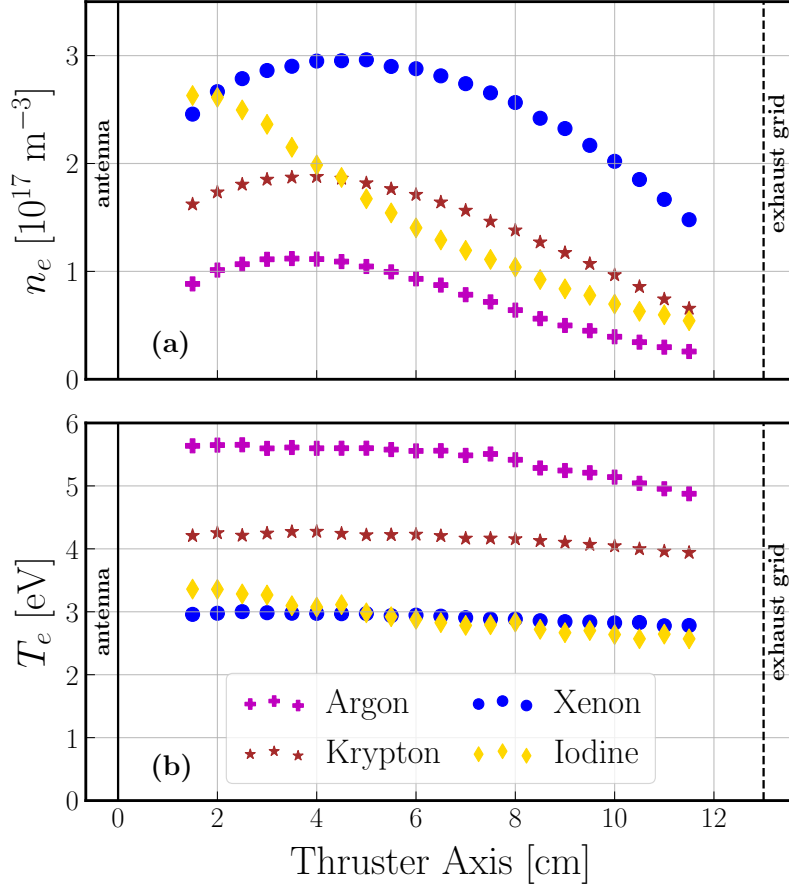 3
2
1
0
n_e [10^17 m^−3]
antenna
exhaust grid
(a)
6
5
4
3
2
1
0
T_e [eV]
antenna
exhaust grid
Argon
Xenon
Krypton
Iodine
(b)
0 2 4 6 8 10 12
Thruster Axis [cm]